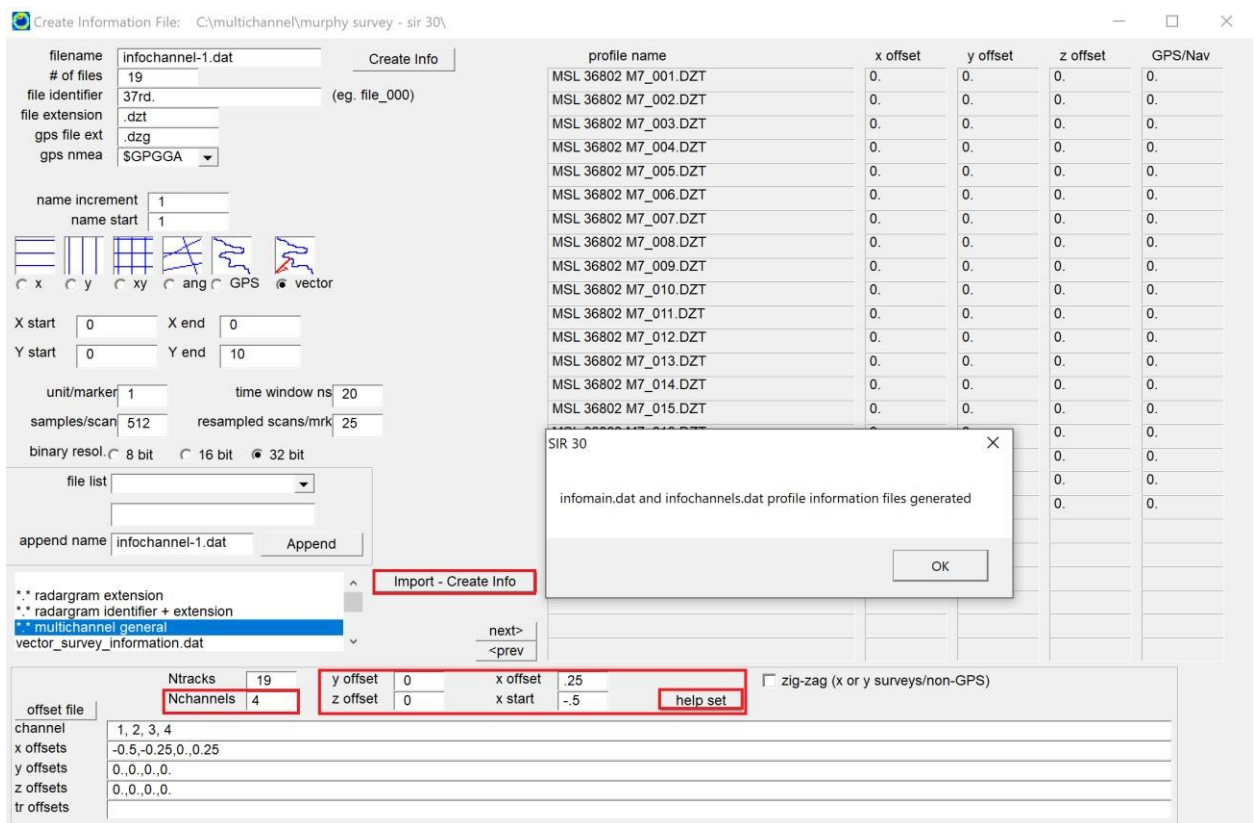 Create Information File: C:\multichannel\murphy survey - sir 30\
filename infochannel-1.dat Create Info
# of files 19
file identifier 37rd. (eg. file_000)
file extension .dzt
gps file ext .dzg
gps nmea $GPGGA
name increment 1
name start 1
x y xy ang GPS vector
X start 0 X end 0
Y start 0 Y end 10
unit/marker 1 time window ns 20
samples/scan 512 resampled scans/mrk 25
binary resol. 8 bit 16 bit 32 bit
file list
append name infochannel-1.dat Append
*.* radargram extension
*.* radargram identifier + extension
*.* multichannel general
vector_survey_information.dat
Import - Create Info
next>
<prev
profile name x offset y offset z offset GPS/Nav
MSL 36802 M7_001.DZT 0. 0. 0. 0.
MSL 36802 M7_002.DZT 0. 0. 0. 0.
MSL 36802 M7_003.DZT 0. 0. 0. 0.
MSL 36802 M7_004.DZT 0. 0. 0. 0.
MSL 36802 M7_005.DZT 0. 0. 0. 0.
MSL 36802 M7_006.DZT 0. 0. 0. 0.
MSL 36802 M7_007.DZT 0. 0. 0. 0.
MSL 36802 M7_008.DZT 0. 0. 0. 0.
MSL 36802 M7_009.DZT 0. 0. 0. 0.
MSL 36802 M7_010.DZT 0. 0. 0. 0.
MSL 36802 M7_011.DZT 0. 0. 0. 0.
MSL 36802 M7_012.DZT 0. 0. 0. 0.
MSL 36802 M7_013.DZT 0. 0. 0. 0.
MSL 36802 M7_014.DZT 0. 0. 0. 0.
MSL 36802 M7_015.DZT 0. 0. 0. 0.
0. 0.
0. 0.
0. 0.
0. 0.
SIR 30
infomain.dat and infochannels.dat profile information files generated
OK
Ntracks 19 y offset 0 x offset .25 zig-zag (x or y surveys/non-GPS)
Nchannels 4 z offset 0 x start -.5 help set
offset file
channel 1, 2, 3, 4
x offsets -0.5,-0.25,0.,0.25
y offsets 0.,0.,0.,0.
z offsets 0.,0.,0.,0.
tr offsets